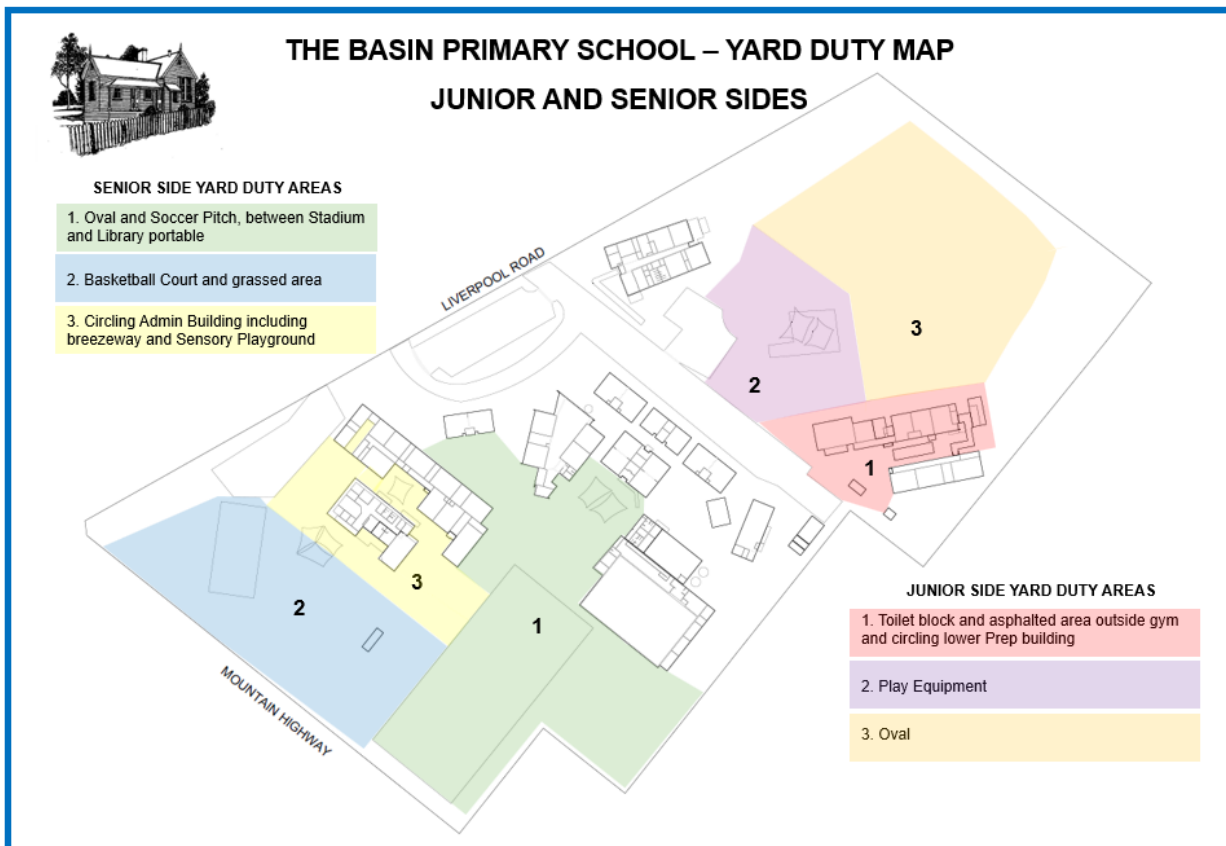 THE BASIN PRIMARY SCHOOL – YARD DUTY MAP
JUNIOR AND SENIOR SIDES
SENIOR SIDE YARD DUTY AREAS
1. Oval and Soccer Pitch, between Stadium
and Library portable
2. Basketball Court and grassed area
3. Circling Admin Building including
breezeway and Sensory Playground
LIVERPOOL ROAD
3
2
1
3
2
1
MOUNTAIN HIGHWAY
JUNIOR SIDE YARD DUTY AREAS
1. Toilet block and asphalted area outside gym
and circling lower Prep building
2. Play Equipment
3. Oval